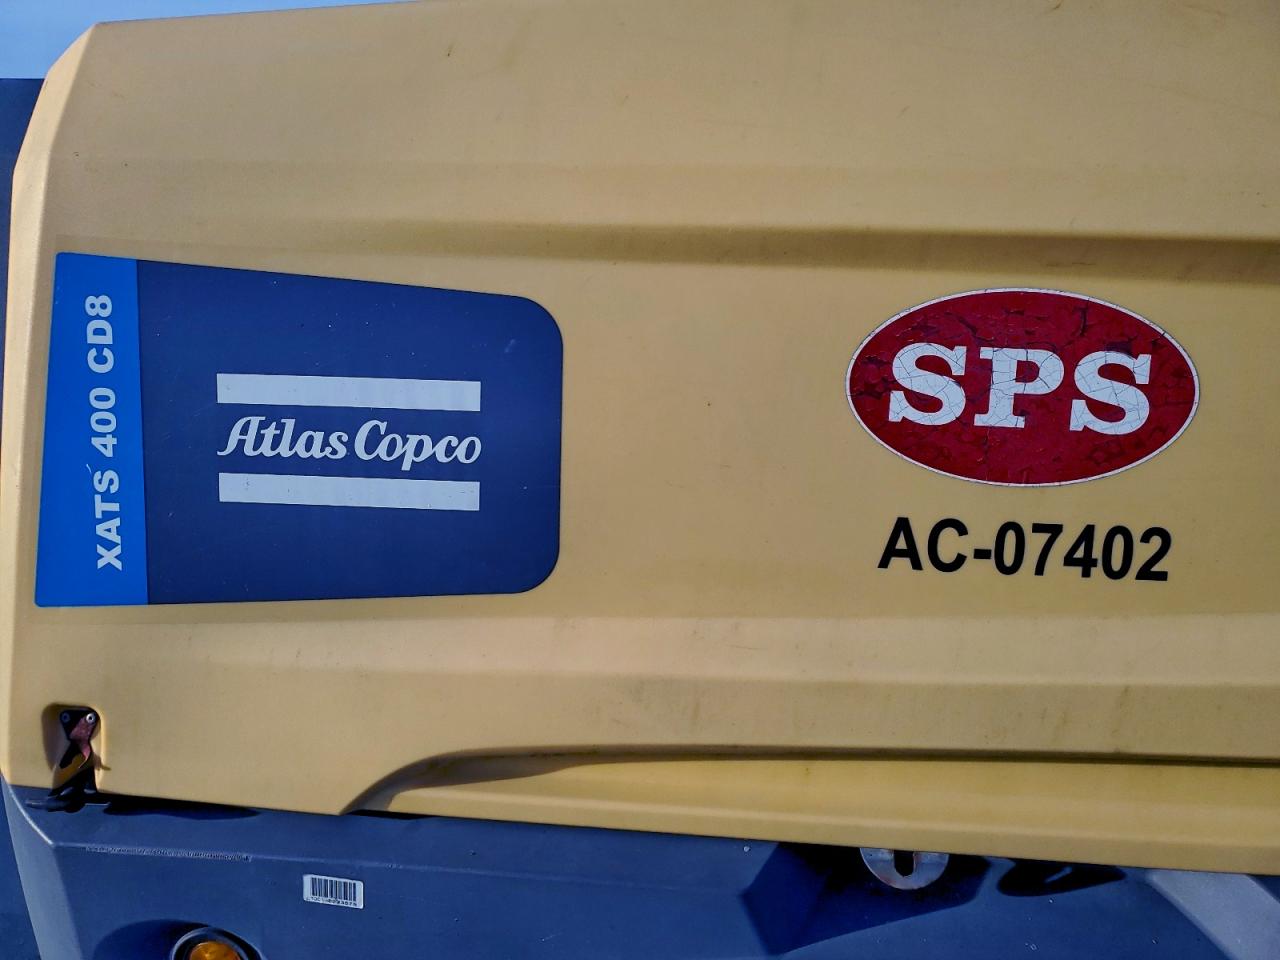 XATS 400 CD8
Atlas Copco
SPS
AC-07402